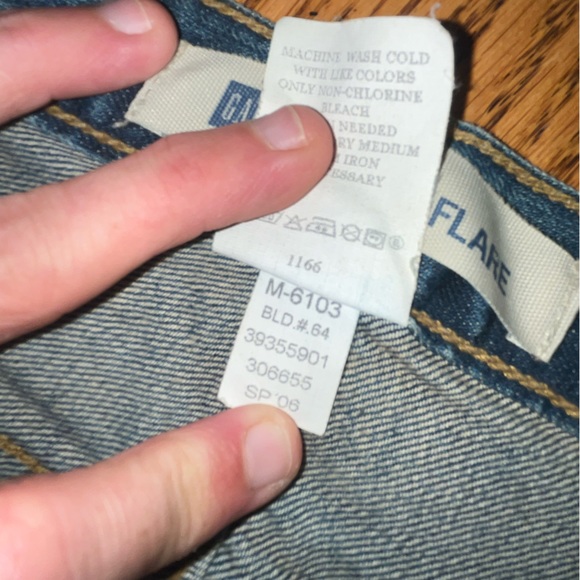 MACHINE WASH COLD
WITH LIKE COLORS
ONLY NON-CHLORINE
BLEACH
NEEDED
MEDIUM
IRON
GA
FLARE
1166
M-6103
BLD.#.64
39355901
306655
SP'06